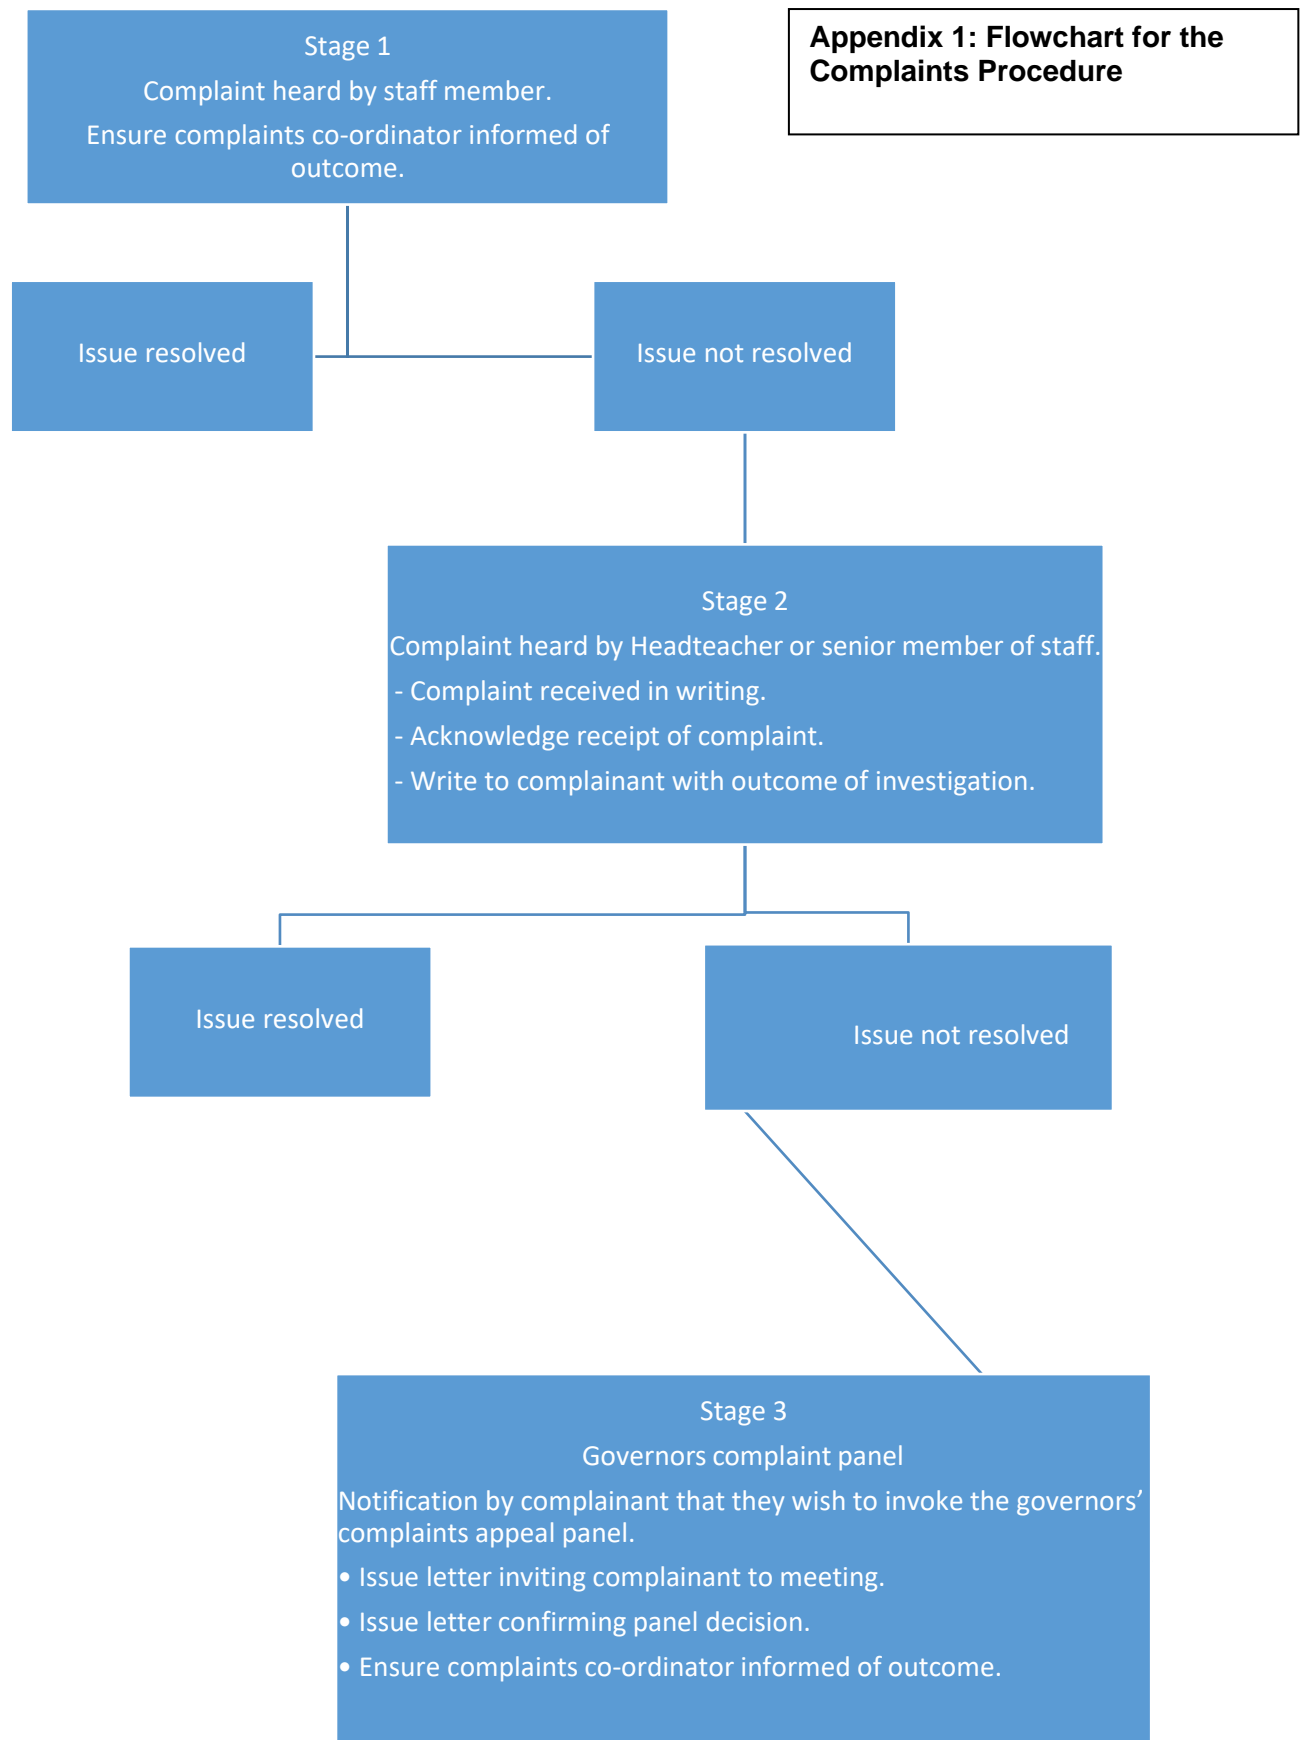 Appendix 1: Flowchart for the
Complaints Procedure
Stage 1
Complaint heard by staff member.
Ensure complaints co-ordinator informed of
outcome.
Issue resolved
Issue not resolved
Stage 2
Complaint heard by Headteacher or senior member of staff.
- Complaint received in writing.
- Acknowledge receipt of complaint.
- Write to complainant with outcome of investigation.
Issue resolved
Issue not resolved
Stage 3
Governors complaint panel
Notification by complainant that they wish to invoke the governors’
complaints appeal panel.
• Issue letter inviting complainant to meeting.
• Issue letter confirming panel decision.
• Ensure complaints co-ordinator informed of outcome.